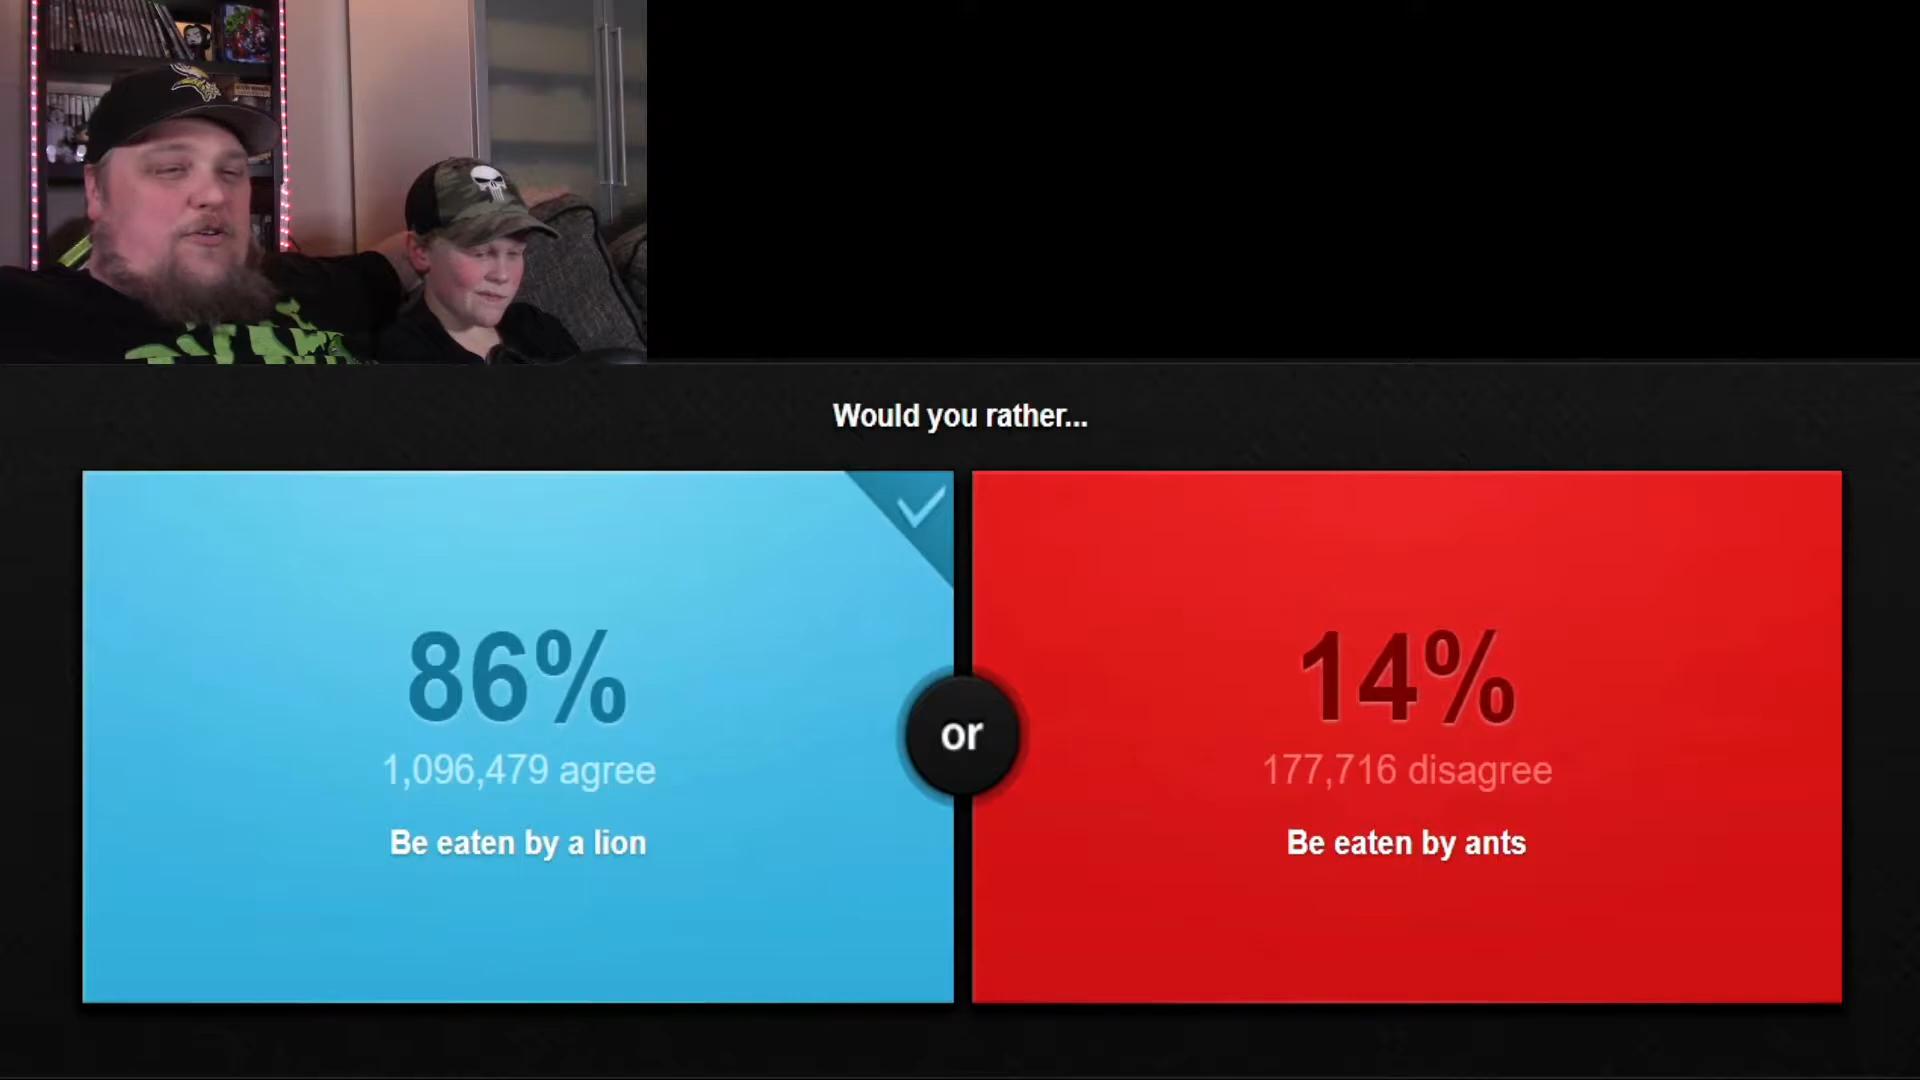 Would you rather...
86%
1,096,479 agree
Be eaten by a lion
or
14%
177,716 disagree
Be eaten by ants